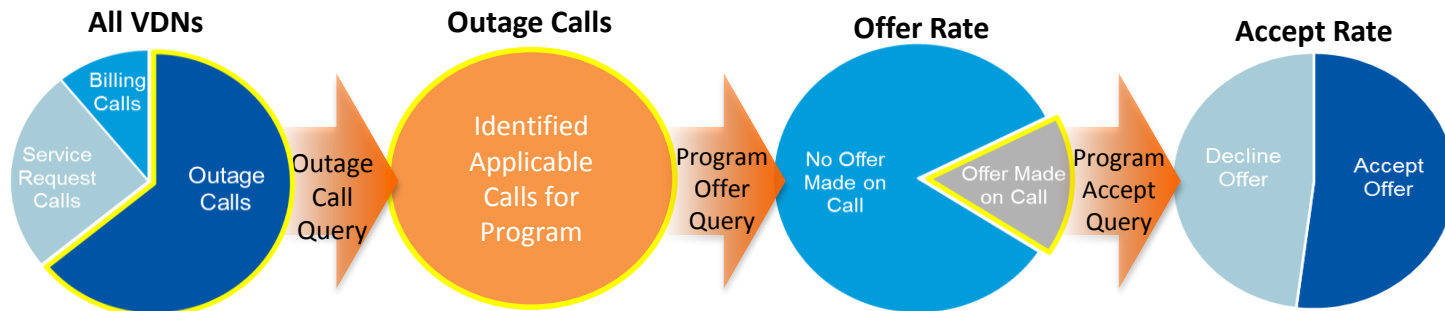 All VDNs
Billing
Calls
Service
Request
Calls
Outage
Calls
Outage
Call
Query
Outage Calls
Identified
Applicable
Calls for
Program
Program
Offer
Query
Offer Rate
No Offer
Made on
Call
Offer Made
on Call
Program
Accept
Query
Accept Rate
Decline
Offer
Accept
Offer